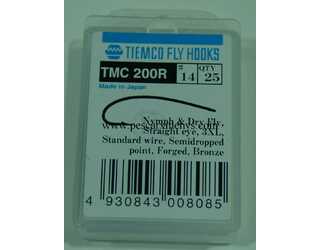 TIEMCO FLY HOOKS
TMC 200R # 14 QTY 25
Made in Japan
Nymph & Dry Fly,
Straight eye, 3XL,
Standard wire, Semidropped
point, Forged, Bronze
4 930843 008085